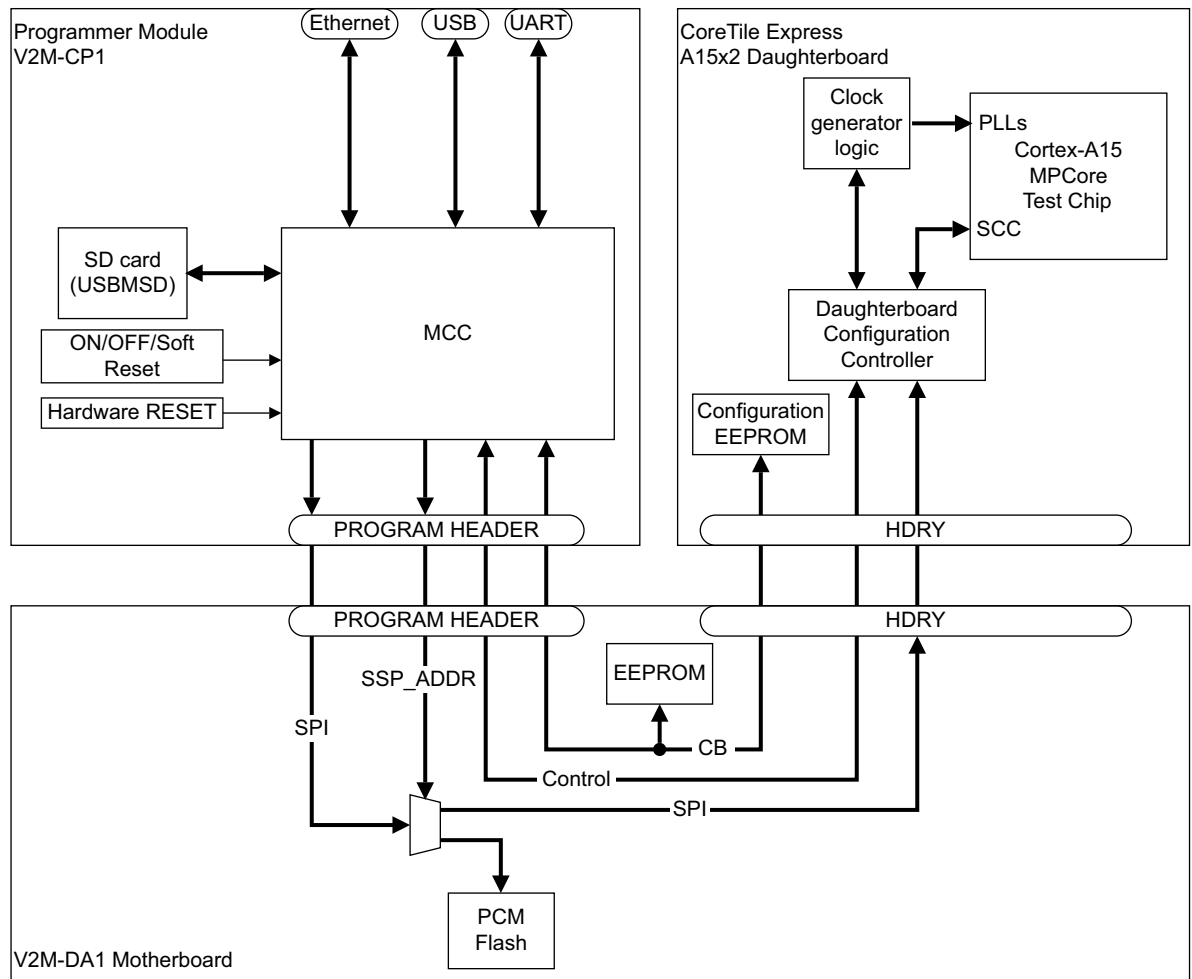 Programmer Module
V2M-CP1
Ethernet
USB
UART
SD card
(USBMSD)
ON/OFF/Soft
Reset
Hardware RESET
MCC
PROGRAM HEADER
CoreTile Express
A15x2 Daughterboard
Clock
generator
logic
PLLs
Cortex-A15
MPCore
Test Chip
SCC
Daughterboard
Configuration
Controller
Configuration
EEPROM
HDRY
PROGRAM HEADER
HDRY
SSP_ADDR
EEPROM
SPI
CB
Control
SPI
PCM
Flash
V2M-DA1 Motherboard